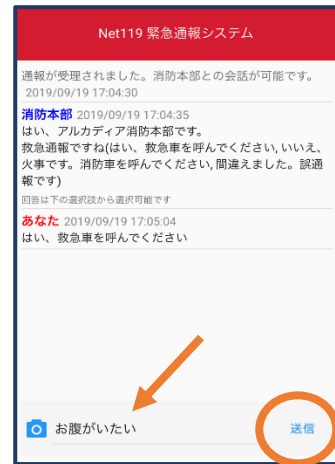 Net119 緊急通報システム
通報が受理されました。消防本部との会話が可能です。
2019/09/19 17:04:30
消防本部 2019/09/19 17:04:35
はい、アルカディア消防本部です。
救急通報ですね(はい、救急車を呼んでください, いいえ、
火事です。消防車を呼んでください, 間違えました。誤通
報です)
回答は下の選択肢から選択可能です
あなた 2019/09/19 17:05:04
はい、救急車を呼んでください
お腹がいたい 送信